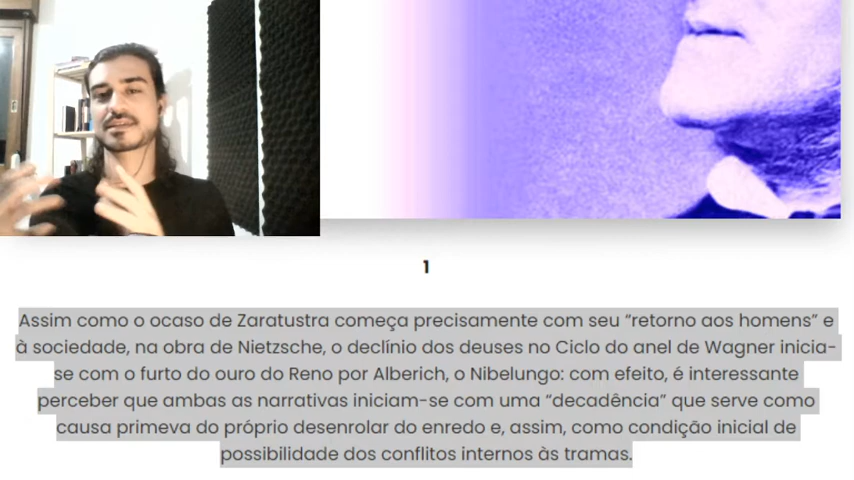 1
Assim como o ocaso de Zaratustra começa precisamente com seu “retorno aos homens” e
à sociedade, na obra de Nietzsche, o declínio dos deuses no Ciclo do anel de Wagner inicia-
se com o furto do ouro do Reno por Alberich, o Nibelungo: com efeito, é interessante
perceber que ambas as narrativas iniciam-se com uma “decadência” que serve como
causa primeva do próprio desenrolar do enredo e, assim, como condição inicial de
possibilidade dos conflitos internos às tramas.